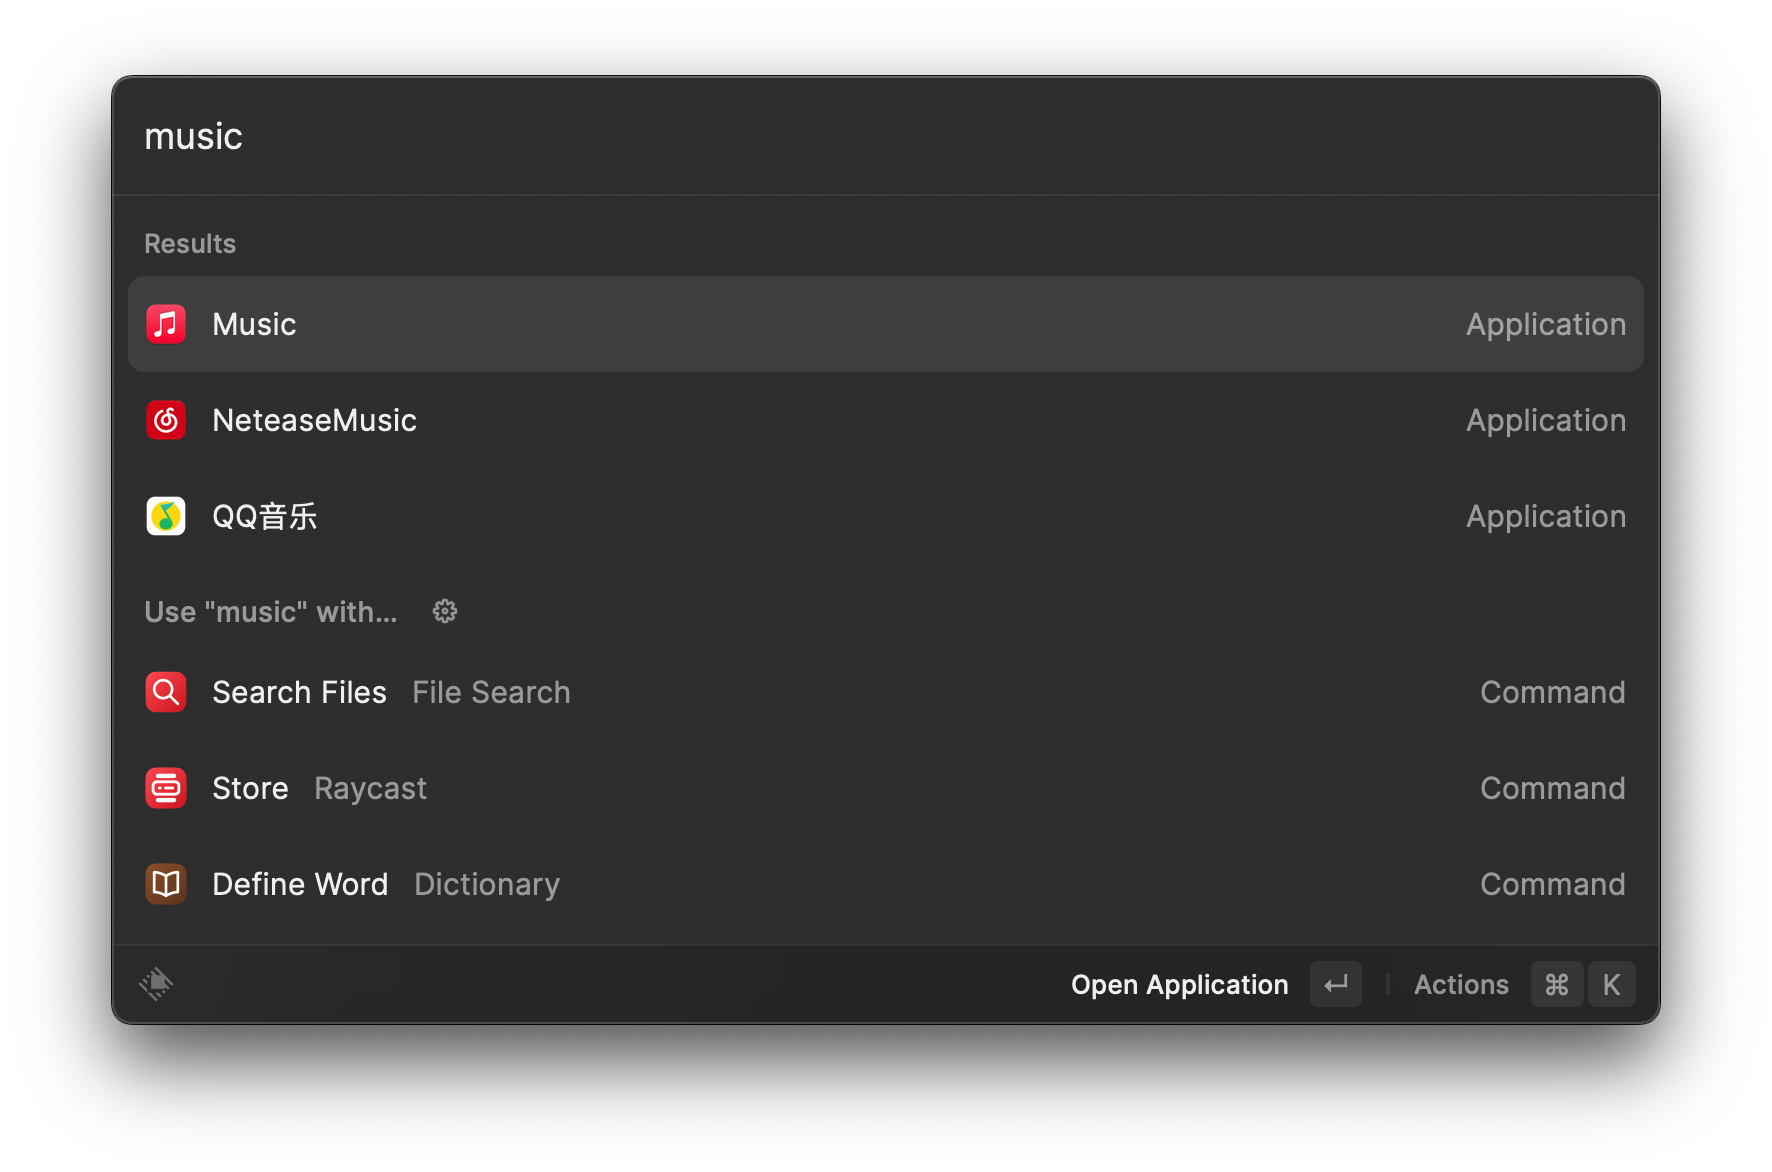 music
Results
Music Application
NeteaseMusic Application
QQ音乐 Application
Use "music" with...
Search Files File Search Command
Store Raycast Command
Define Word Dictionary Command
Open Application ↵ Actions ⌘ K